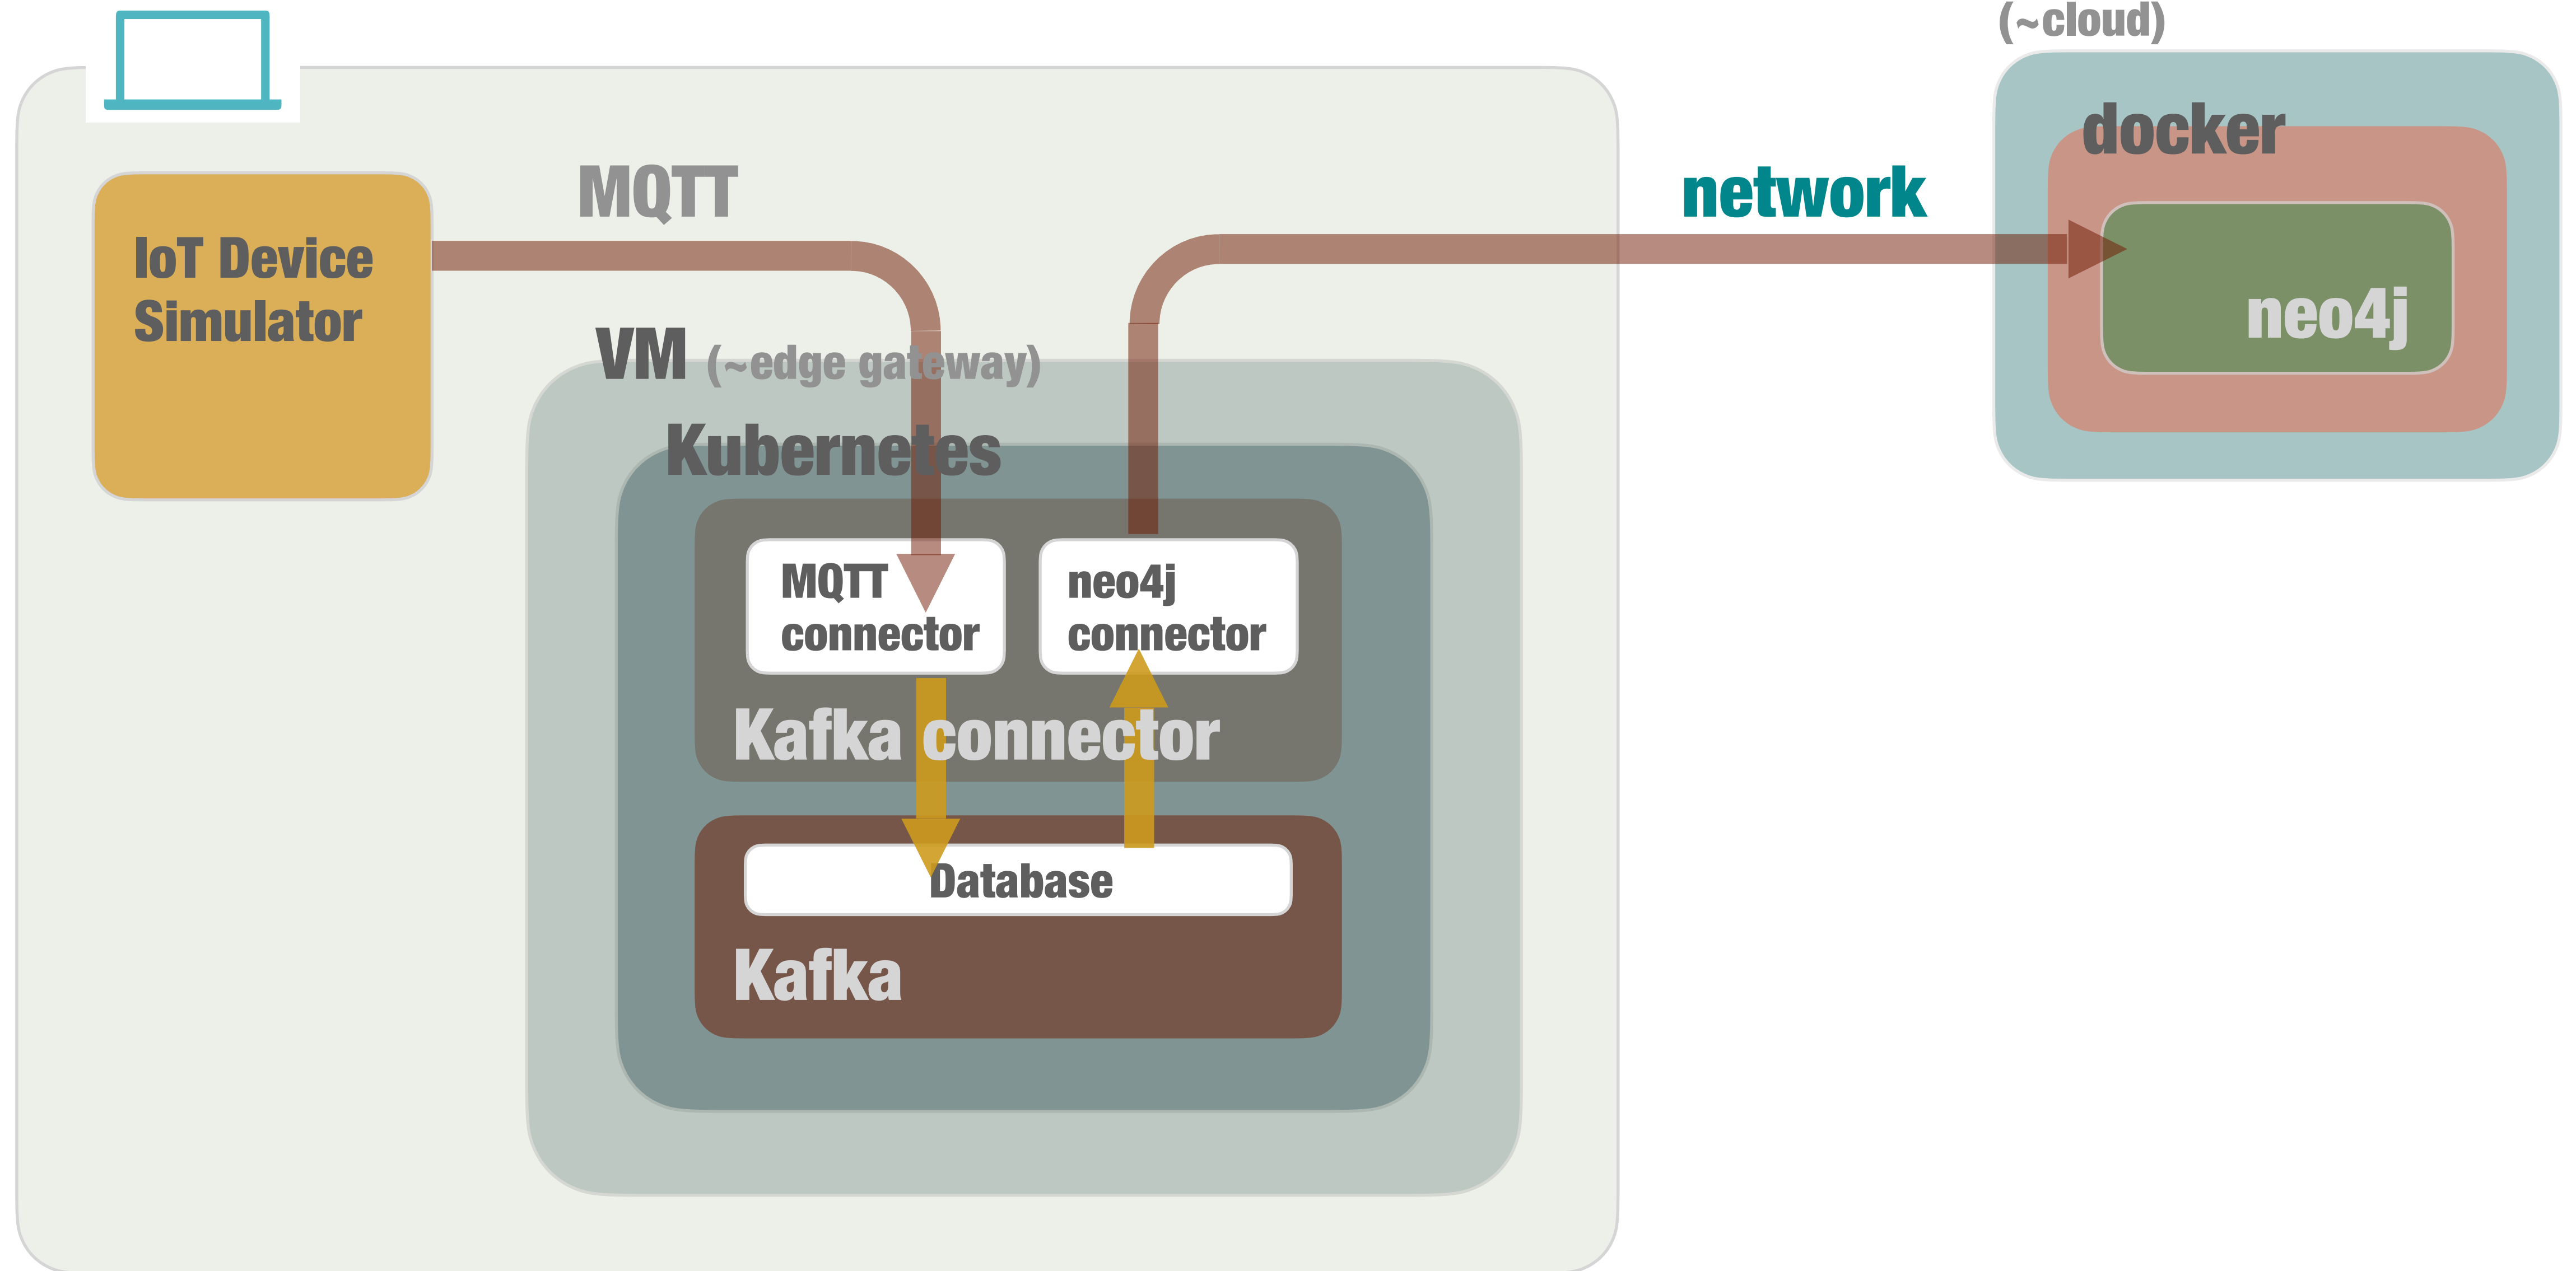 (~cloud)
docker
MQTT
network
IoT Device
Simulator
neo4j
VM (~edge gateway)
Kubernetes
MQTT
connector
neo4j
connector
Kafka connector
Database
Kafka